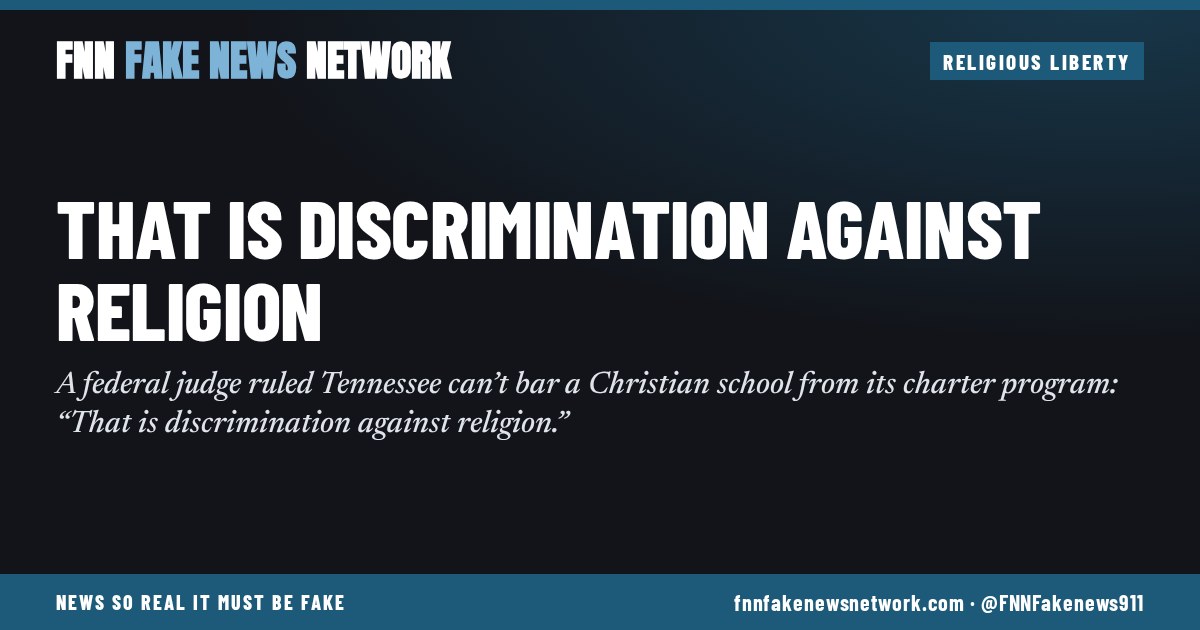 FNN FAKE NEWS NETWORK
RELIGIOUS LIBERTY
THAT IS DISCRIMINATION AGAINST
RELIGION
A federal judge ruled Tennessee can’t bar a Christian school from its charter program:
“That is discrimination against religion.”
NEWS SO REAL IT MUST BE FAKE
fnnfakenewsnetwork.com · @FNNFakenews911